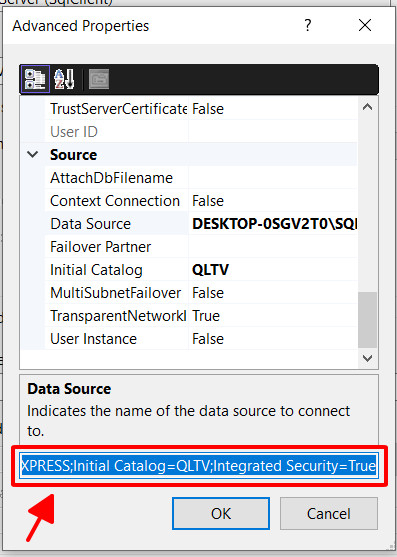 Server (SqlClient)
Advanced Properties ? ×
TrustServerCertificate False
User ID
Source
AttachDbFilename
Context Connection False
Data Source DESKTOP-0SGV2T0\SQ
Failover Partner
Initial Catalog QLTV
MultiSubnetFailover False
TransparentNetworkI True
User Instance False
Data Source
Indicates the name of the data source to connect
to.
XPRESS;Initial Catalog=QLTV;Integrated Security=True
OK Cancel